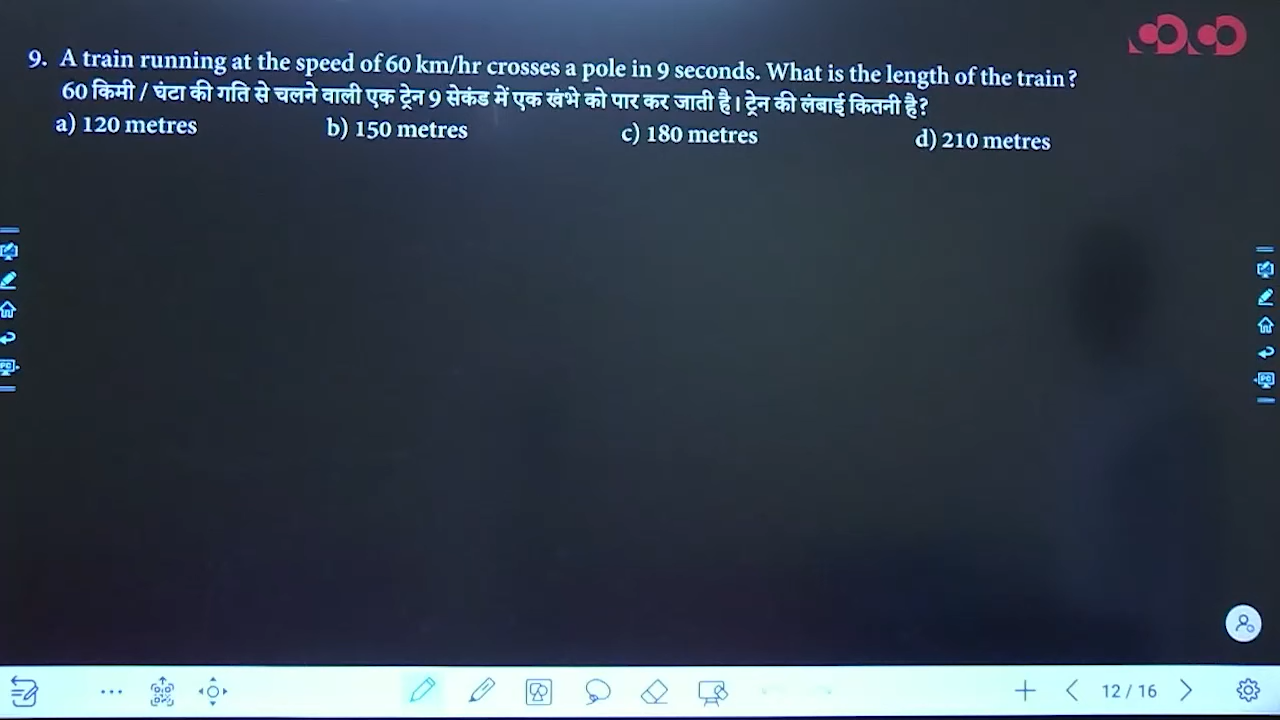 9. A train running at the speed of 60 km/hr crosses a pole in 9 seconds. What is the length of the train?
60 किमी / घंटा की गति से चलने वाली एक ट्रेन 9 सेकंड में एक खंभे को पार कर जाती है। ट्रेन की लंबाई कितनी है?
a) 120 metres b) 150 metres c) 180 metres d) 210 metres
PC
PC
12 / 16